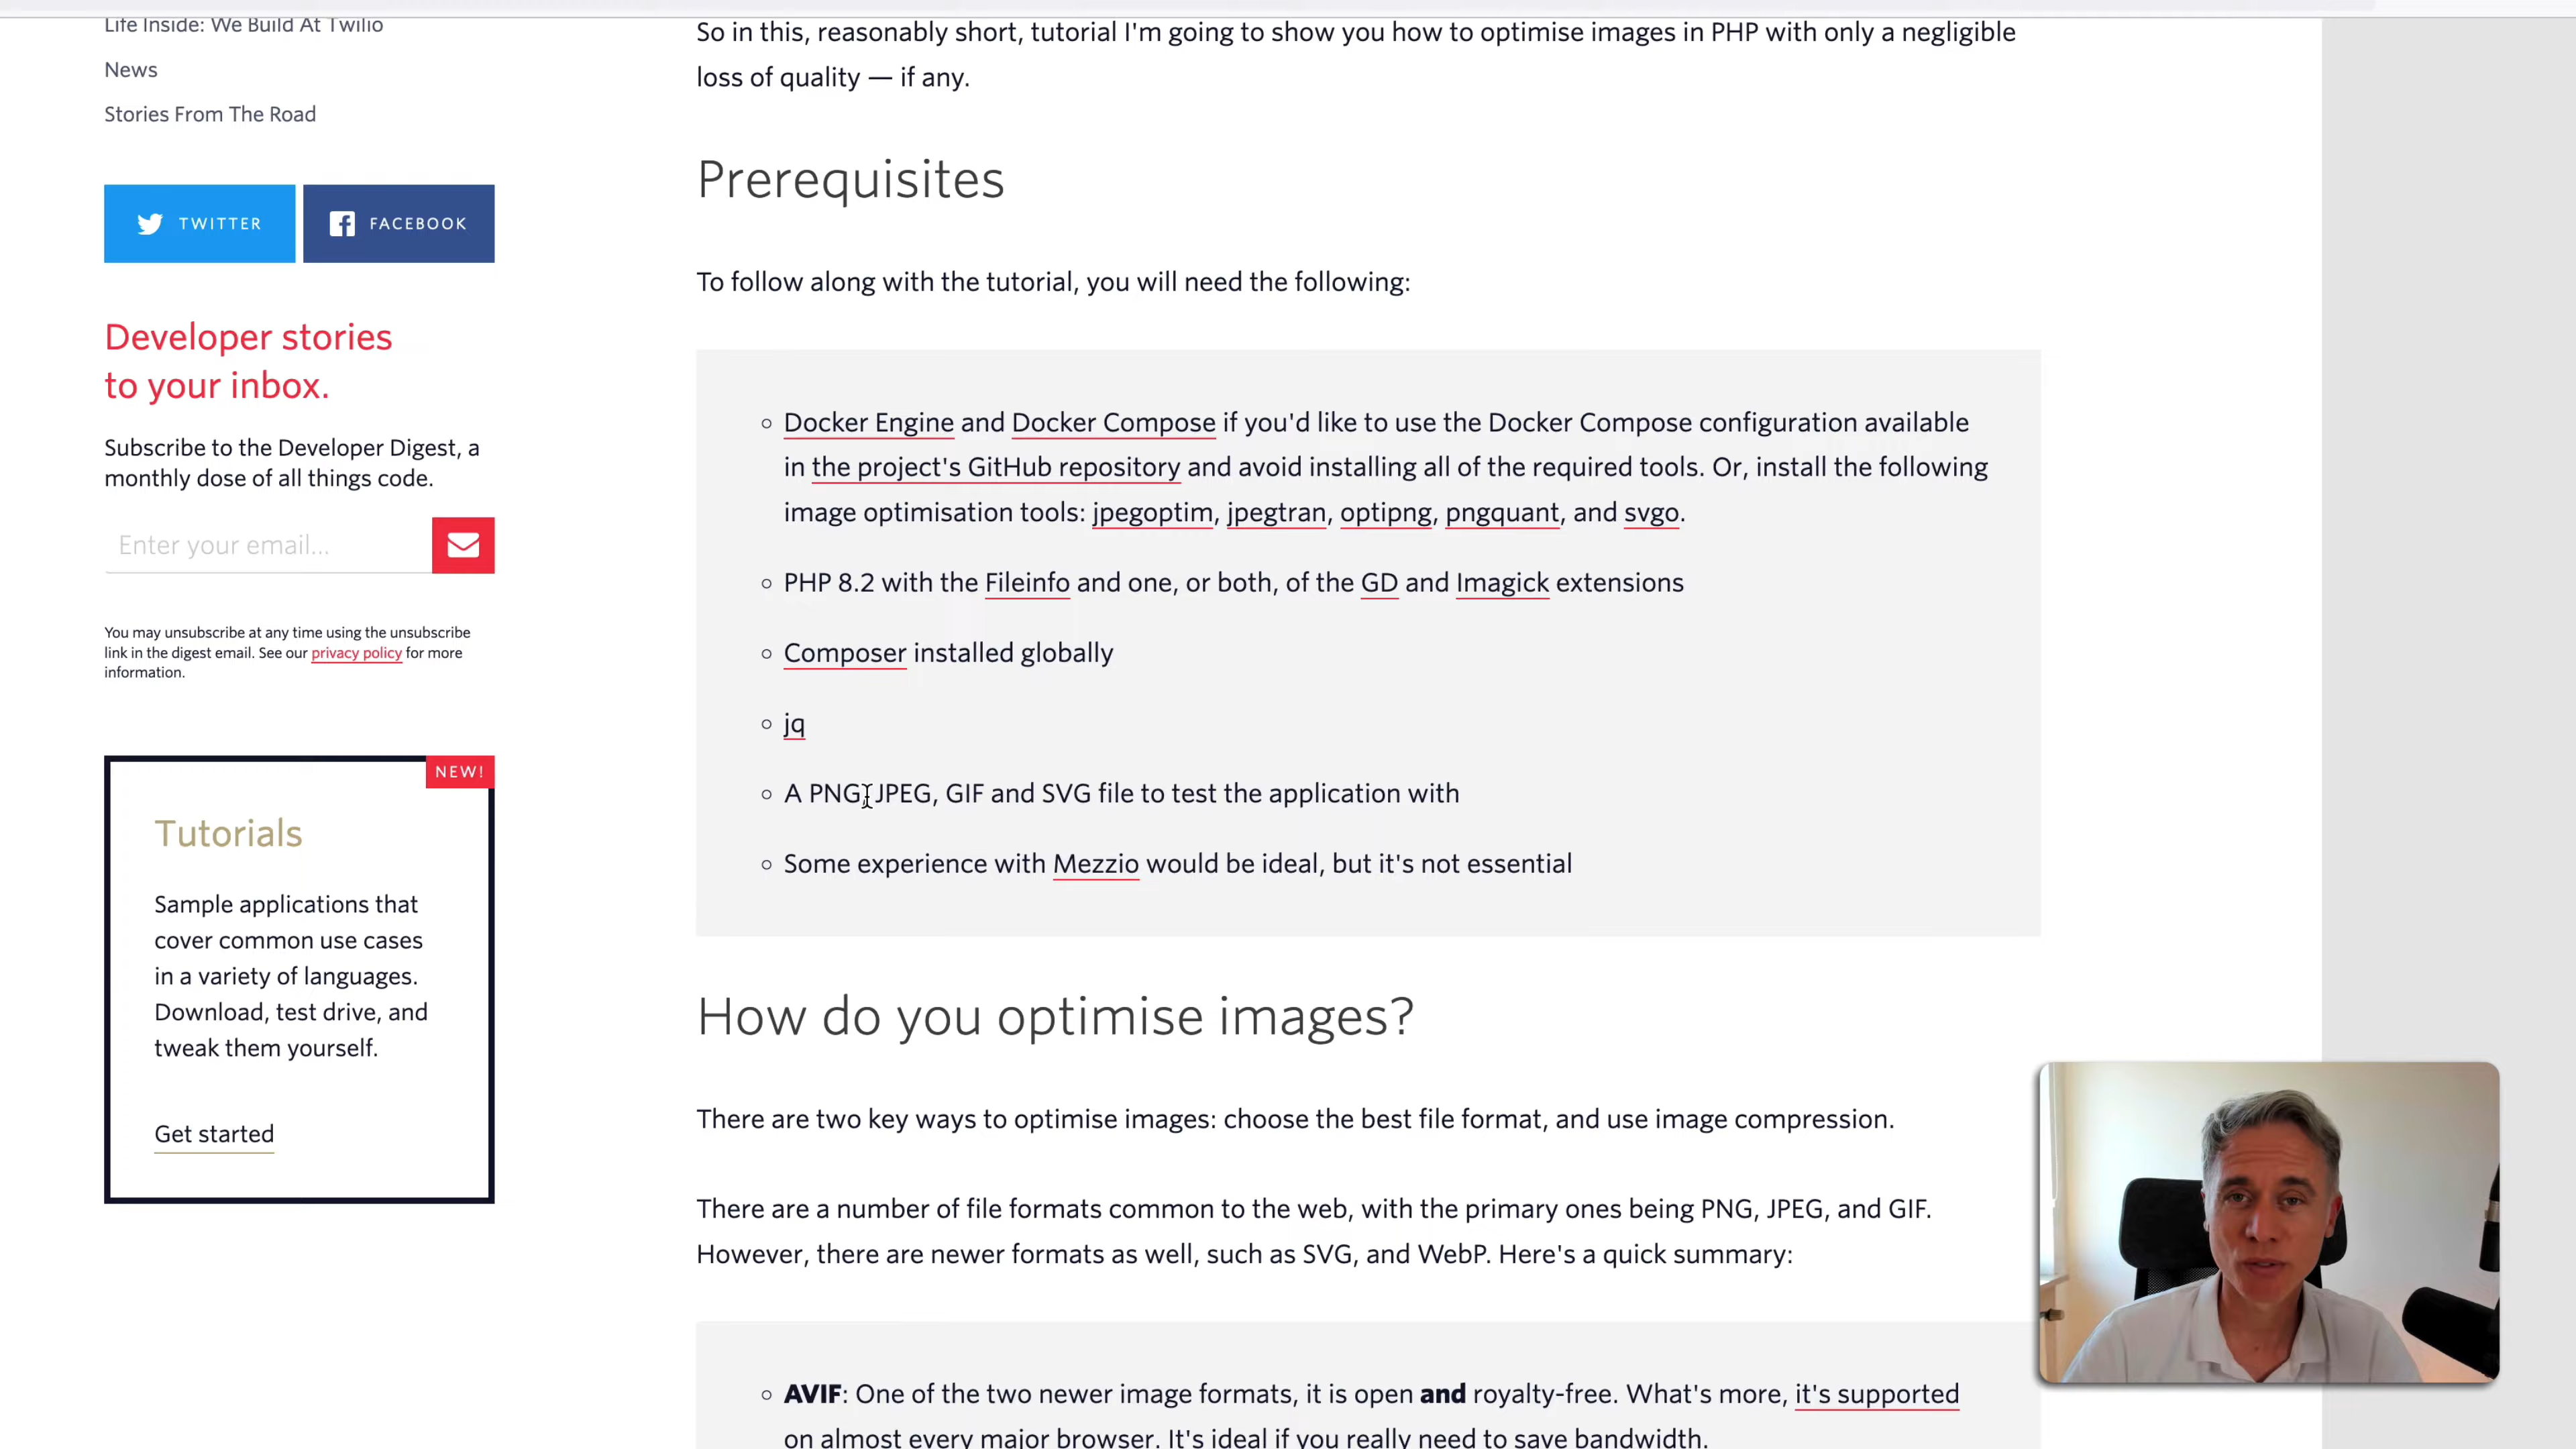 Life Inside: We Build At Twilio
News
Stories From The Road
TWITTER
FACEBOOK
Developer stories
to your inbox.
Subscribe to the Developer Digest, a
monthly dose of all things code.
Enter your email...
You may unsubscribe at any time using the unsubscribe
link in the digest email. See our privacy policy for more
information.
NEW!
Tutorials
Sample applications that
cover common use cases
in a variety of languages.
Download, test drive, and
tweak them yourself.
Get started
So in this, reasonably short, tutorial I'm going to show you how to optimise images in PHP with only a negligible
loss of quality — if any.
Prerequisites
To follow along with the tutorial, you will need the following:
Docker Engine and Docker Compose if you'd like to use the Docker Compose configuration available
in the project's GitHub repository and avoid installing all of the required tools. Or, install the following
image optimisation tools: jpegoptim, jpegtran, optipng, pngquant, and svgo.
PHP 8.2 with the Fileinfo and one, or both, of the GD and Imagick extensions
Composer installed globally
jq
A PNG, JPEG, GIF and SVG file to test the application with
Some experience with Mezzio would be ideal, but it's not essential
How do you optimise images?
There are two key ways to optimise images: choose the best file format, and use image compression.
There are a number of file formats common to the web, with the primary ones being PNG, JPEG, and GIF.
However, there are newer formats as well, such as SVG, and WebP. Here's a quick summary:
AVIF: One of the two newer image formats, it is open and royalty-free. What's more, it's supported
on almost every major browser. It's ideal if you really need to save bandwidth.